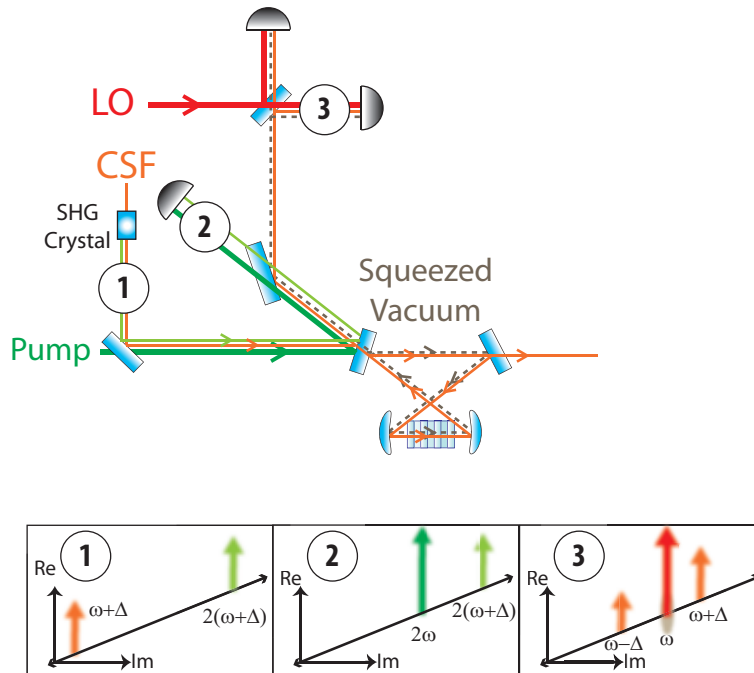 LO
3
CSF
SHG
Crystal
2
1
Squeezed
Vacuum
Pump
1
Re
ω+Δ
2(ω+Δ)
Im
2
Re
2ω
2(ω+Δ)
Im
3
Re
ω−Δ
ω
ω+Δ
Im